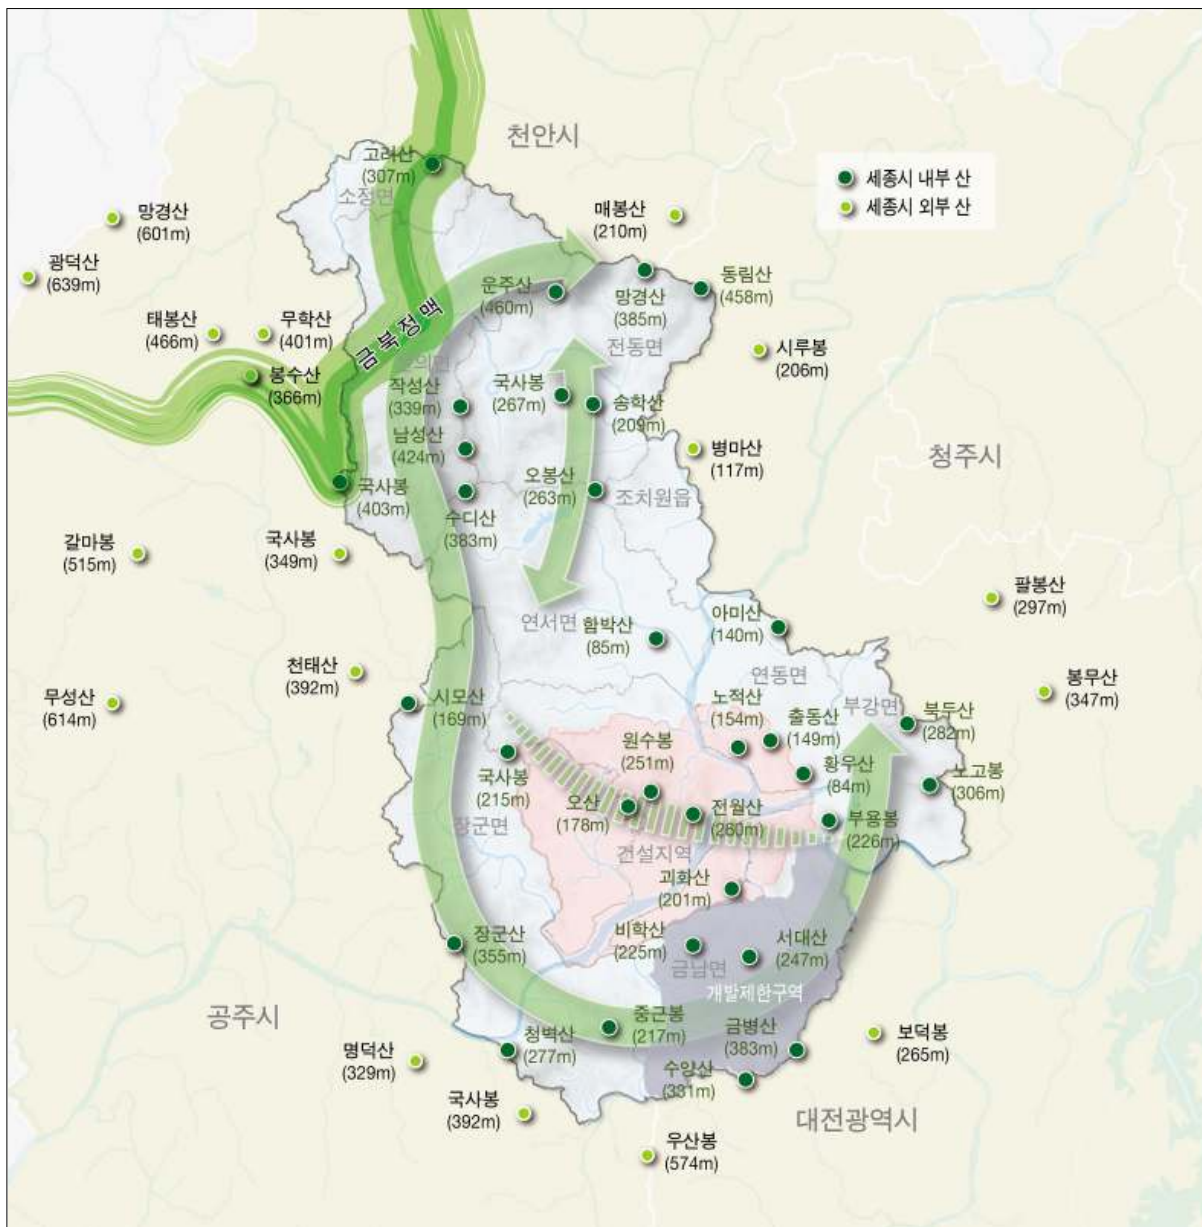 천안시
고려산
(307m)
소정면
세종시 내부 산
세종시 외부 산
망경산
(601m)
매봉산
(210m)
광덕산
(639m)
운주산
(460m)
망경산
(385m)
동림산
(458m)
태봉산
(466m)
무학산
(401m)
금북정맥
전동면
시루봉
(206m)
봉수산
(366m)
작성산
(339m)
국사봉
(267m)
송학산
(209m)
남성산
(424m)
병마산
(117m)
청주시
국사봉
(403m)
오봉산
(263m)
조치원읍
수디산
(383m)
갈마봉
(515m)
국사봉
(349m)
팔봉산
(297m)
연서면
함박산
(85m)
아미산
(140m)
천태산
(392m)
연동면
무성산
(614m)
시모산
(169m)
노적산
(154m)
출동산
(149m)
부강면
북두산
(282m)
봉무산
(347m)
국사봉
(215m)
원수봉
(251m)
황우산
(84m)
노고봉
(306m)
장군면
오산
(178m)
전월산
(260m)
부용봉
(226m)
건설지역
괴화산
(201m)
장군산
(355m)
비학산
(225m)
서대산
(247m)
금남면
개발제한구역
공주시
청벽산
(277m)
중근봉
(217m)
금병산
(383m)
보덕봉
(265m)
명덕산
(329m)
수양산
(331m)
국사봉
(392m)
대전광역시
우산봉
(574m)